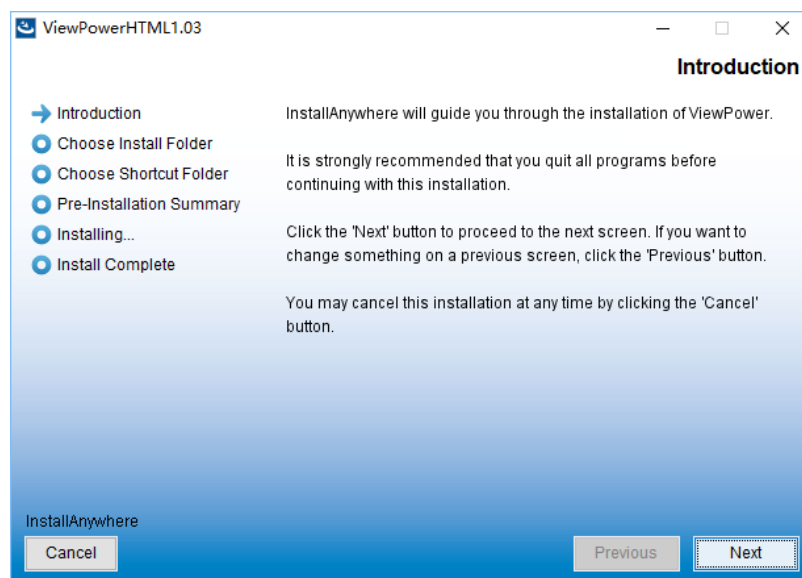 ViewPowerHTML1.03
Introduction
Introduction
Choose Install Folder
Choose Shortcut Folder
Pre-Installation Summary
Installing...
Install Complete
InstallAnywhere will guide you through the installation of ViewPower.
It is strongly recommended that you quit all programs before
continuing with this installation.
Click the 'Next' button to proceed to the next screen. If you want to
change something on a previous screen, click the 'Previous' button.
You may cancel this installation at any time by clicking the 'Cancel'
button.
InstallAnywhere
Cancel
Previous
Next